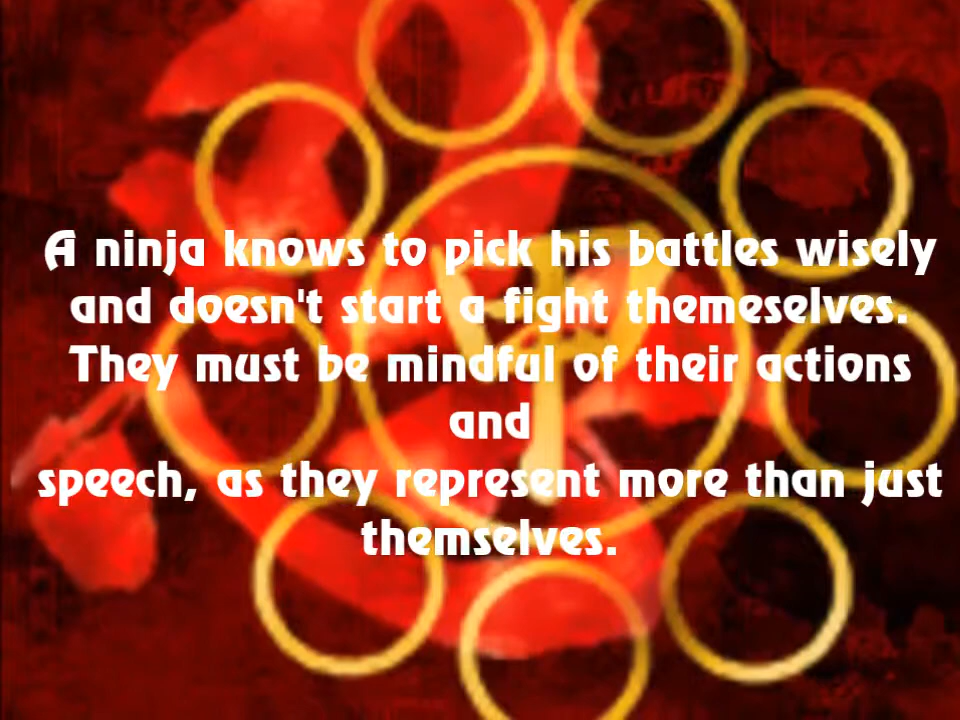 A ninja knows to pick his battles wisely
and doesn't start a fight themeselves.
They must be mindful of their actions
and
speech, as they represent more than just
themselves.